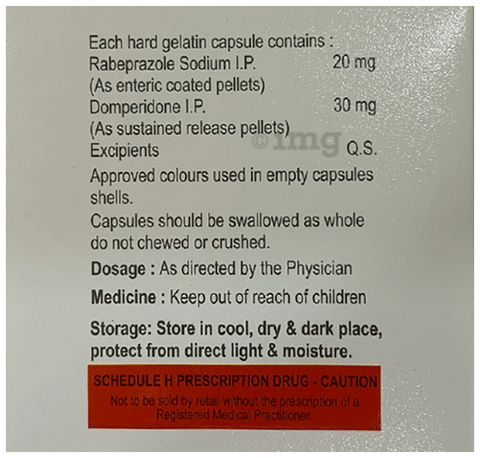 Each hard gelatin capsule contains :
Rabeprazole Sodium I.P. 20 mg
(As enteric coated pellets)
Domperidone I.P. 30 mg
(As sustained release pellets)
©img
Excipients Q.S.
Approved colours used in empty capsules
shells.
Capsules should be swallowed as whole
do not chewed or crushed.
Dosage : As directed by the Physician
Medicine : Keep out of reach of children
Storage: Store in cool, dry & dark place,
protect from direct light & moisture.
SCHEDULE H PRESCRIPTION DRUG - CAUTION
Not to be sold by retail without the prescription of a
Registered Medical Practitioner.